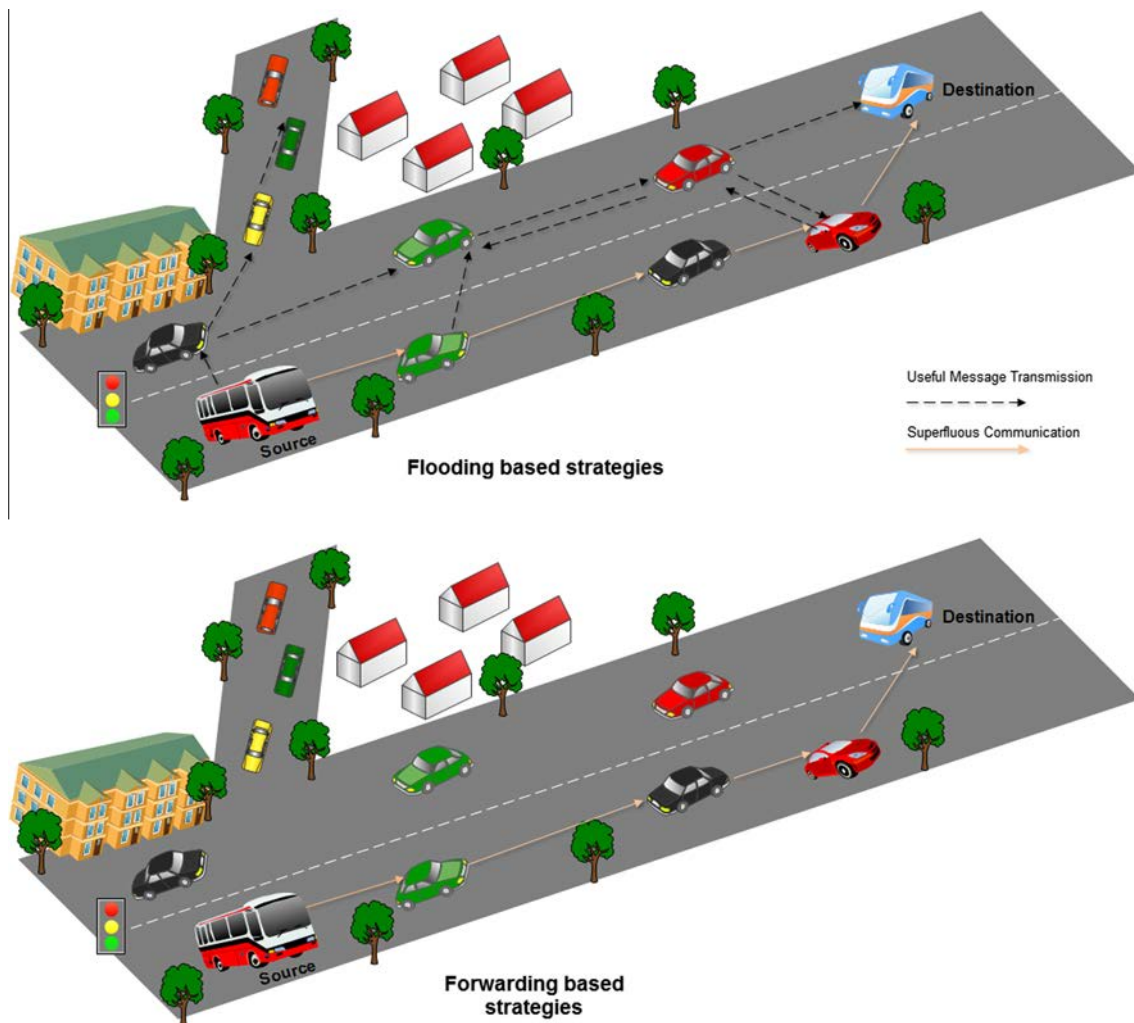 Destination
Useful Message Transmission
Superfluous Communication
Source
Flooding based strategies
Destination
Source
Forwarding based
strategies